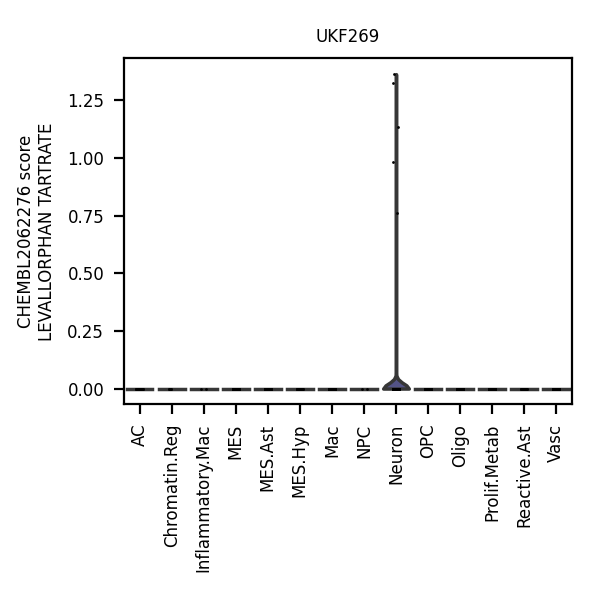 UKF269
CHEMBL2062276 score
LEVALLORPHAN TARTRATE
1.25
1.00
0.75
0.50
0.25
0.00
AC
Chromatin.Reg
Inflammatory.Mac
MES
MES.Ast
MES.Hyp
Mac
NPC
Neuron
OPC
Oligo
Prolif.Metab
Reactive.Ast
Vasc